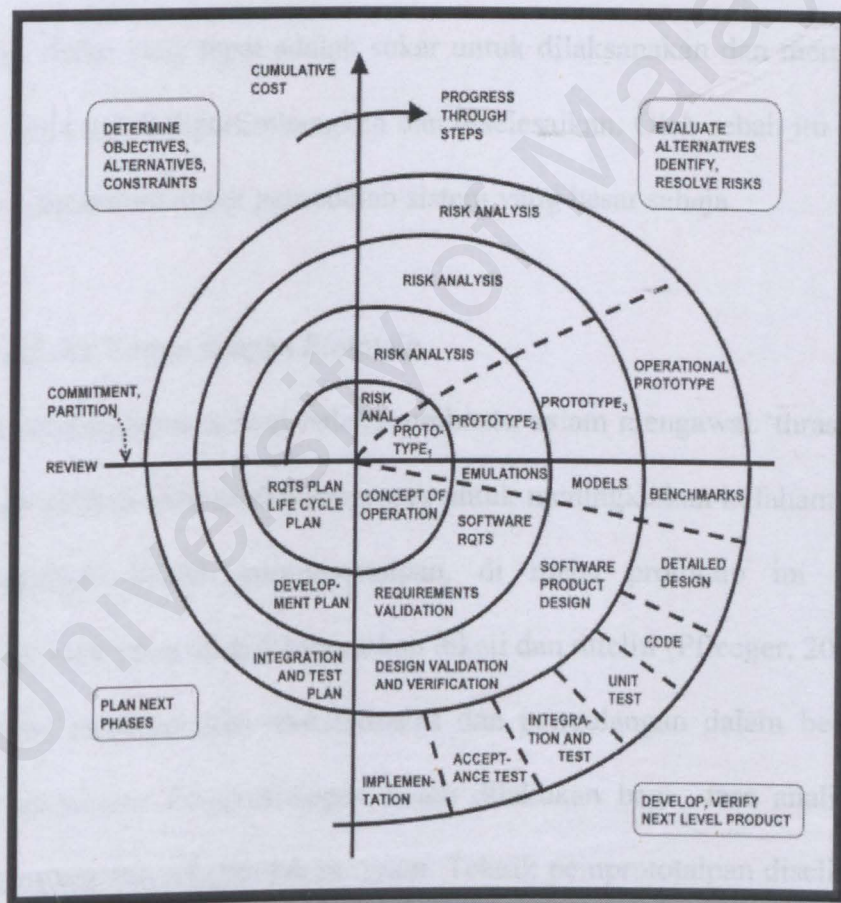 CUMULATIVE
COST
PROGRESS
THROUGH
STEPS
DETERMINE
OBJECTIVES,
ALTERNATIVES,
CONSTRAINTS
EVALUATE
ALTERNATIVES
IDENTIFY,
RESOLVE RISKS
RISK ANALYSIS
RISK ANALYSIS
RISK ANALYSIS
RISK
ANAL
PROTO-
TYPE1
PROTOTYPE2
PROTOTYPE3
OPERATIONAL
PROTOTYPE
COMMITMENT,
PARTITION
REVIEW
EMULATIONS
MODELS
BENCHMARKS
RQTS PLAN
LIFE CYCLE
PLAN
CONCEPT OF
OPERATION
SOFTWARE
RQTS
SOFTWARE
PRODUCT
DESIGN
DETAILED
DESIGN
DEVELOP-
MENT PLAN
REQUIREMENTS
VALIDATION
CODE
INTEGRATION
AND TEST
PLAN
DESIGN VALIDATION
AND VERIFICATION
UNIT
TEST
INTEGRA-
TION AND
TEST
ACCEPT-
ANCE TEST
IMPLEMEN-
TATION
PLAN NEXT
PHASES
DEVELOP, VERIFY
NEXT LEVEL PRODUCT
University of Malay